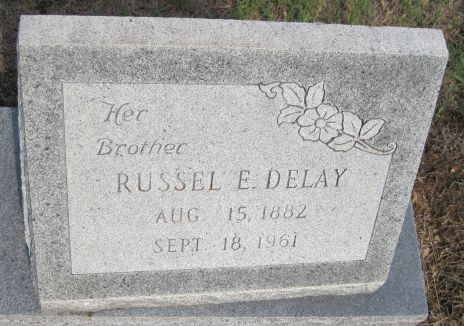 Her
Brother
RUSSEL E. DELAY
AUG 15, 1882
SEPT. 18, 1961